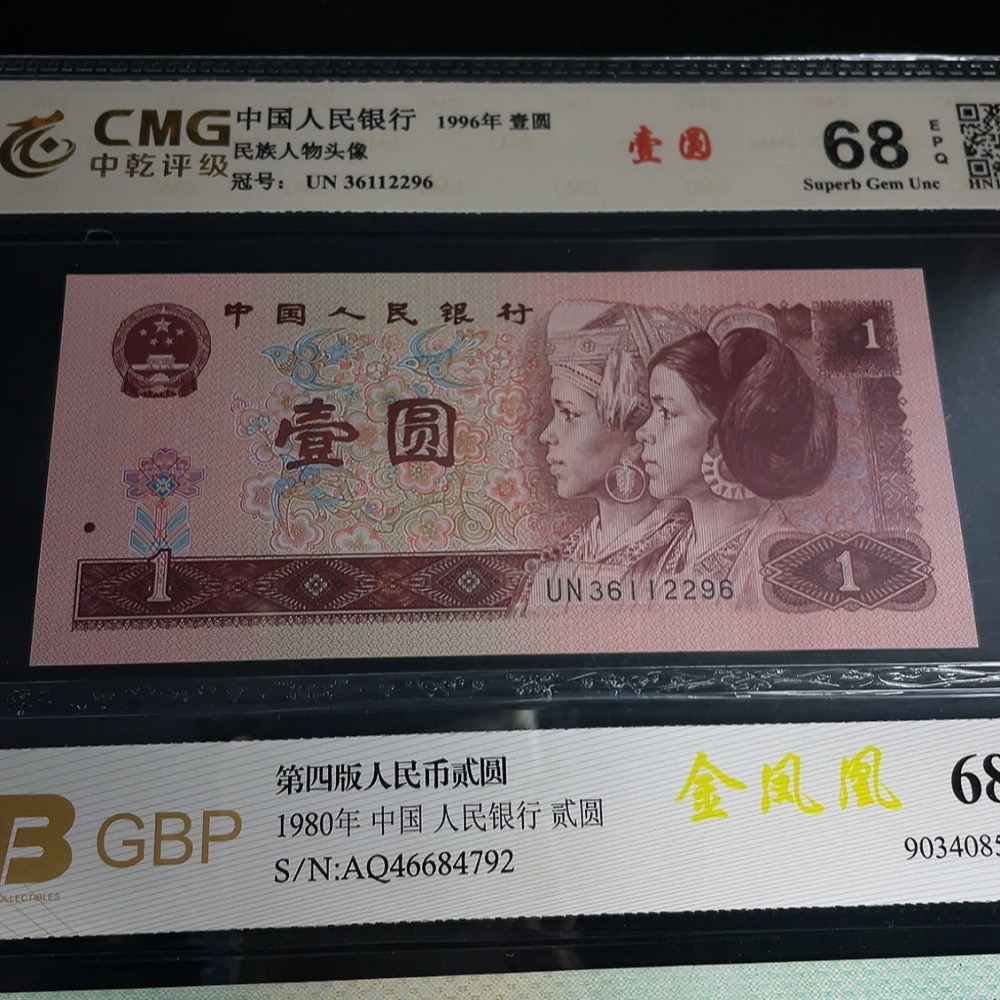 CMG
中乾评级
中国人民银行 1996年 壹圆
民族人物头像
冠号: UN 36112296
壹圆
68
EPQ
Superb Gem Unc
中国人民银行
1
壹圆
1
UN36112296
1
GBP
第四版人民币贰圆
1980年 中国 人民银行 贰圆
S/N:AQ46684792
金凤凰
68
9034085